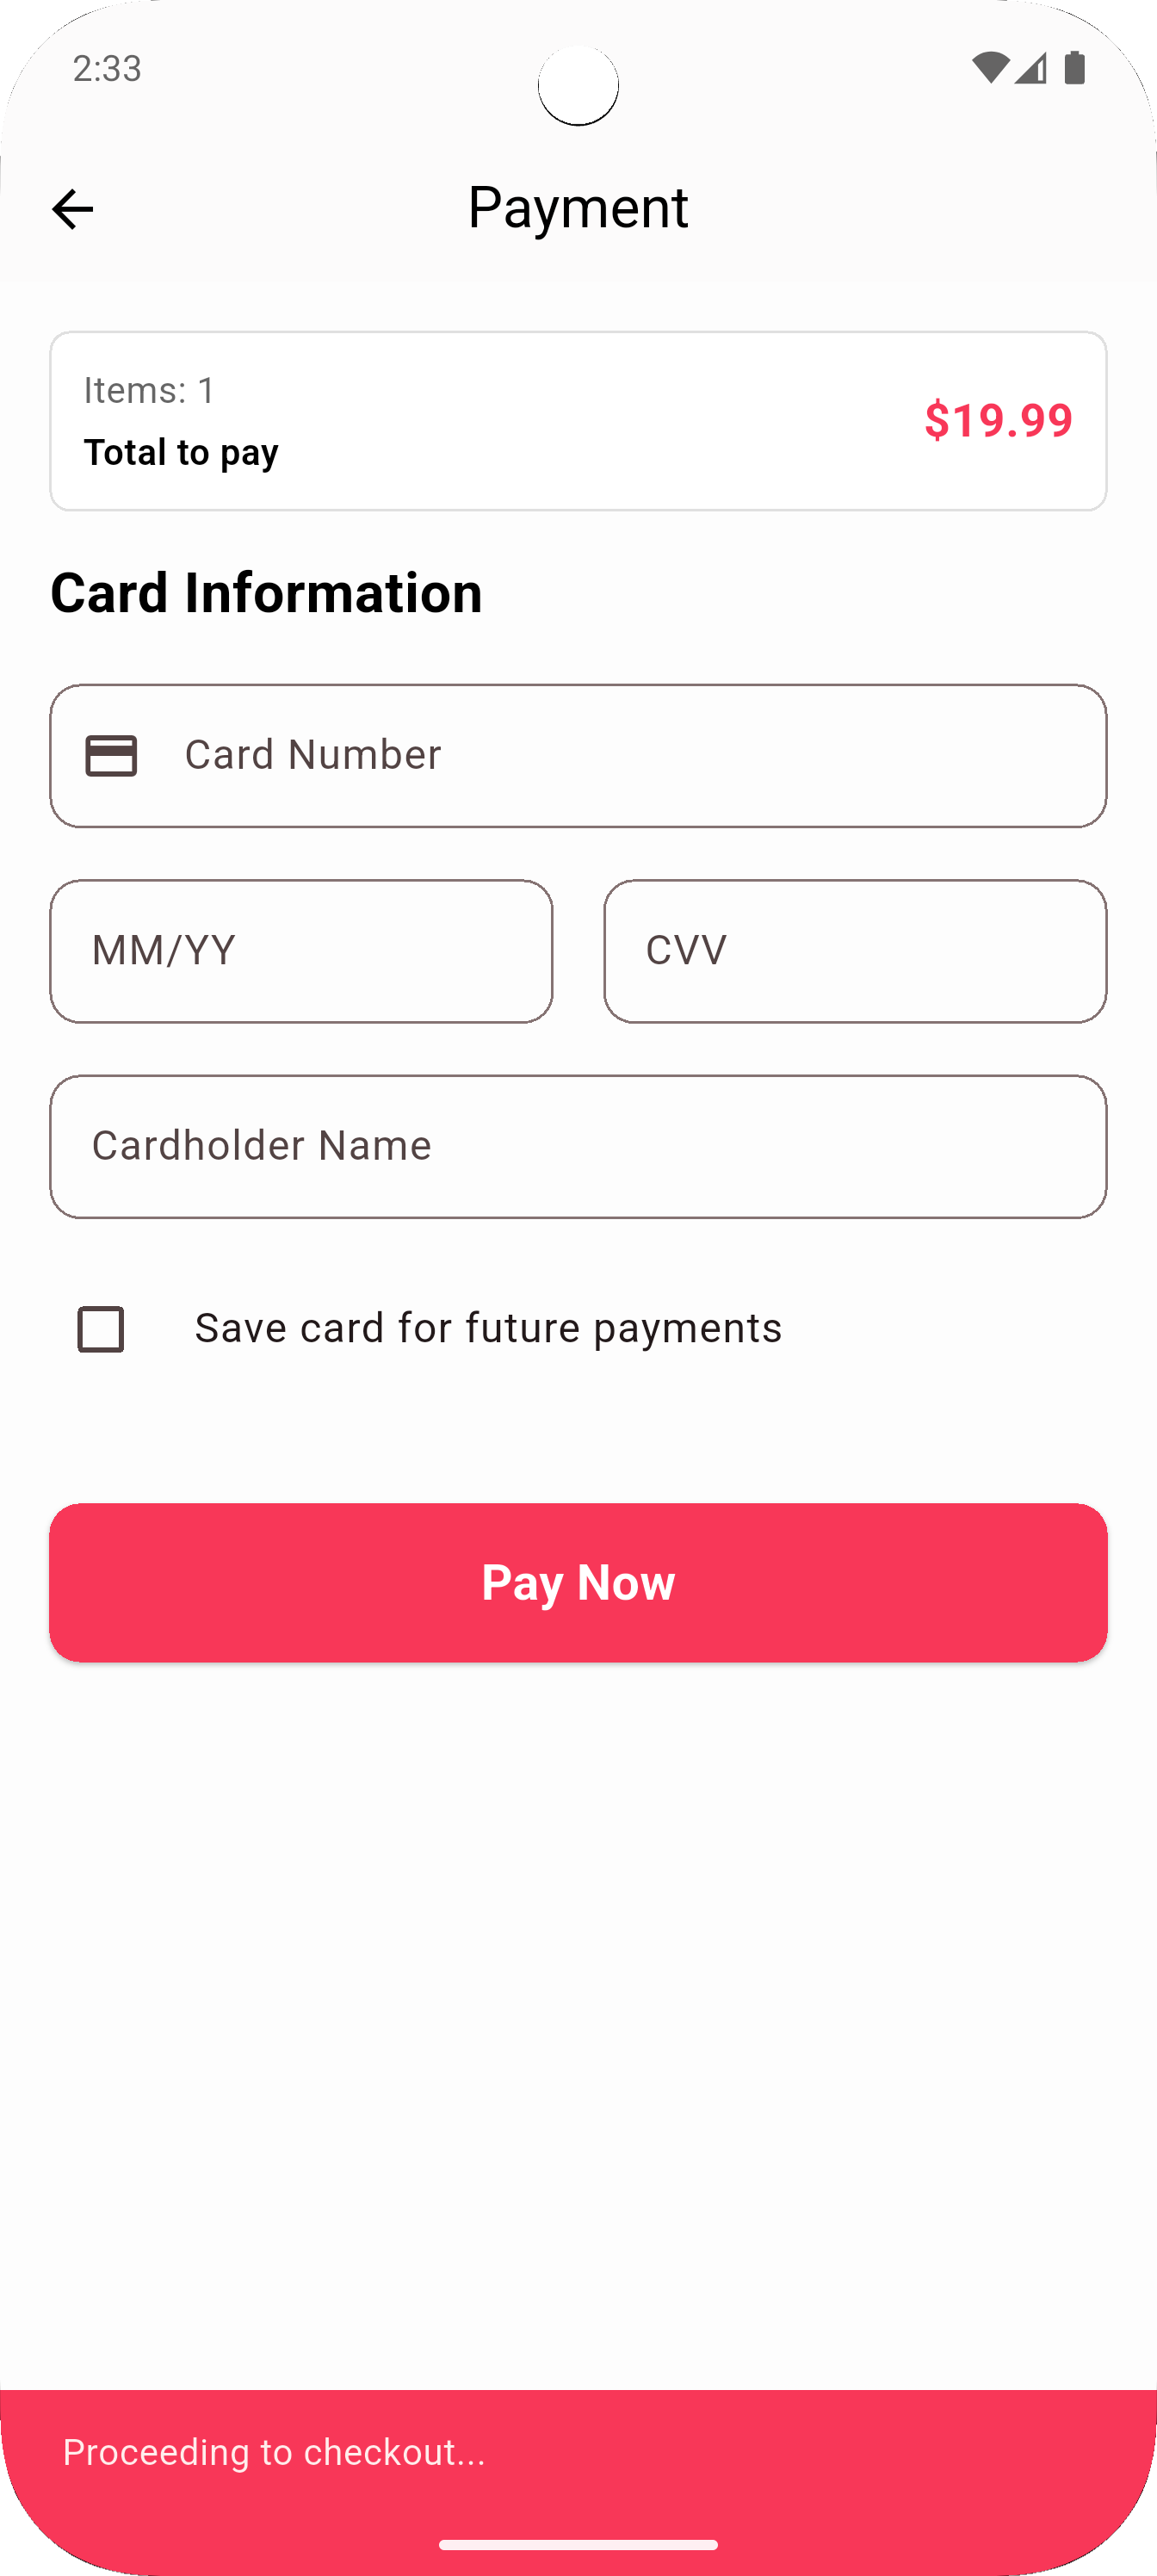 2:33
Payment
Items: 1
$19.99
Total to pay
Card Information
Card Number
MM/YY
CVV
Cardholder Name
Save card for future payments
Pay Now
Proceeding to checkout...